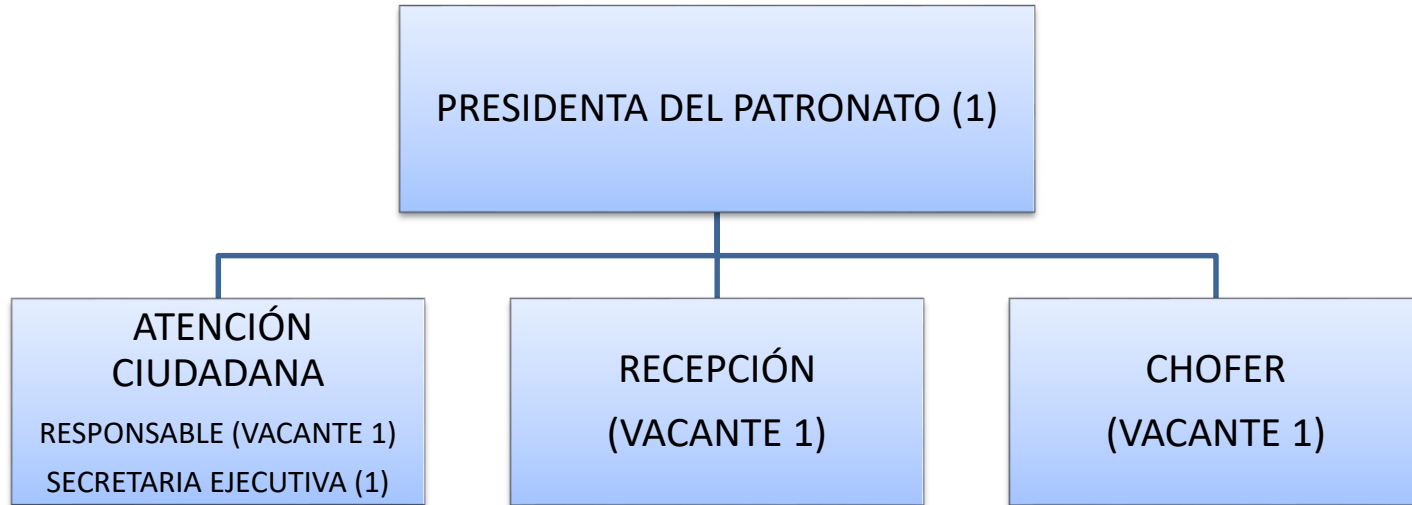 PRESIDENTA DEL PATRONATO (1)
ATENCIÓN
CIUDADANA
RESPONSABLE (VACANTE 1)
SECRETARIA EJECUTIVA (1)
RECEPCIÓN
(VACANTE 1)
CHOFER
(VACANTE 1)